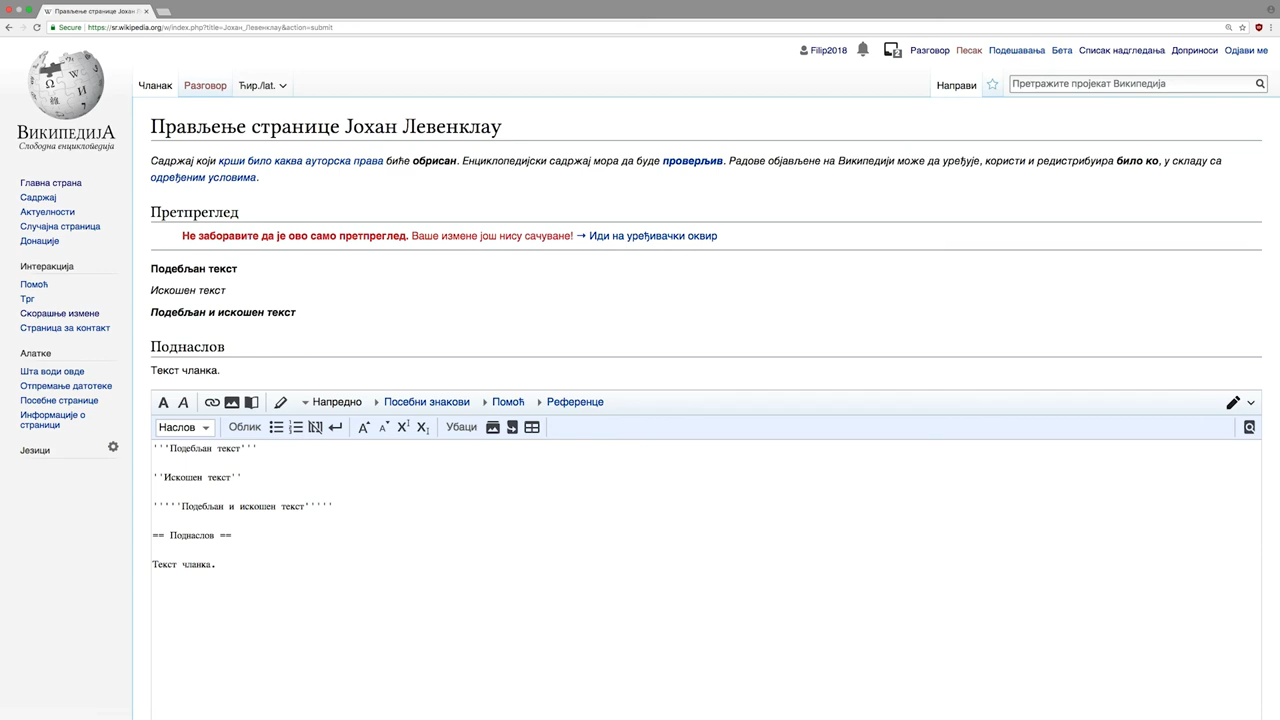 Прављење странице Јохан Л
Secure
https://sr.wikipedia.org/w/index.php?title=Јохан_Левенклау&action=submit
Filip2018 2 Разговор Песак Подешавања Бета Списак надгледања Доприноси Одјави ме
Чланак Разговор Ћир./lat. Направи Претражите пројекат Википедија
ВикипедијА
Слободна енциклопедија
Главна страна
Садржај
Актуелности
Случајна страница
Донације
Интеракција
Помоћ
Трг
Скорашње измене
Страница за контакт
Алатке
Шта води овде
Отпремање датотеке
Посебне странице
Информације о
страници
Језици
Прављење странице Јохан Левенклау
Садржај који крши било каква ауторска права биће обрисан. Енциклопедијски садржај мора да буде проверљив. Радове објављене на Википедији може да уређује, користи и редистрибуира било ко, у складу са
одређеним условима.
Претпреглед
Не заборавите да је ово само претпреглед. Ваше измене још нису сачуване! → Иди на уређивачки оквир
Подебљан текст
Искошен текст
Подебљан и искошен текст
Поднаслов
Текст чланка.
A A Напредно Посебни знакови Помоћ Референце
Наслов Облик Убаци
'''Подебљан текст'''
''Искошен текст''
'''''Подебљан и искошен текст'''''
== Поднаслов ==
Текст чланка.